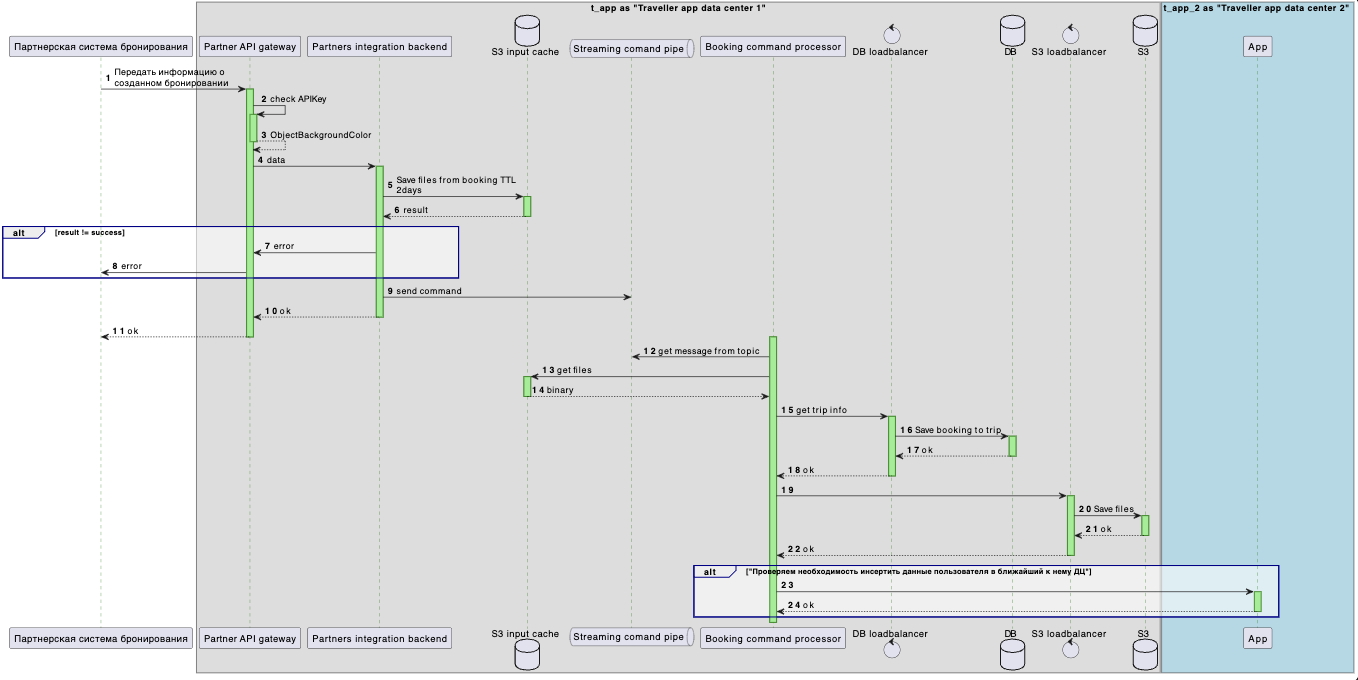 t_app as "Traveller app data center 1"
t_app_2 as "Traveller app data center 2"
Партнерская система бронирования
Partner API gateway
Partners integration backend
S3 input cache
Streaming comand pipe
Booking command processor
DB loadbalancer
DB
S3 loadbalancer
S3
App
1 Передать информацию о
созданном бронировании
2 check APIKey
3 ObjectBackgroundColor
4 data
5 Save files from booking TTL
2days
6 result
alt [result != success]
7 error
8 error
9 send command
10 ok
11 ok
12 get message from topic
13 get files
14 binary
15 get trip info
16 Save booking to trip
17 ok
18 ok
19
20 Save files
21 ok
22 ok
alt ["Проверяем необходимость инсертить данные пользователя в ближайший к нему ДЦ"]
23
24 ok
Партнерская система бронирования
Partner API gateway
Partners integration backend
S3 input cache
Streaming comand pipe
Booking command processor
DB loadbalancer
DB
S3 loadbalancer
S3
App